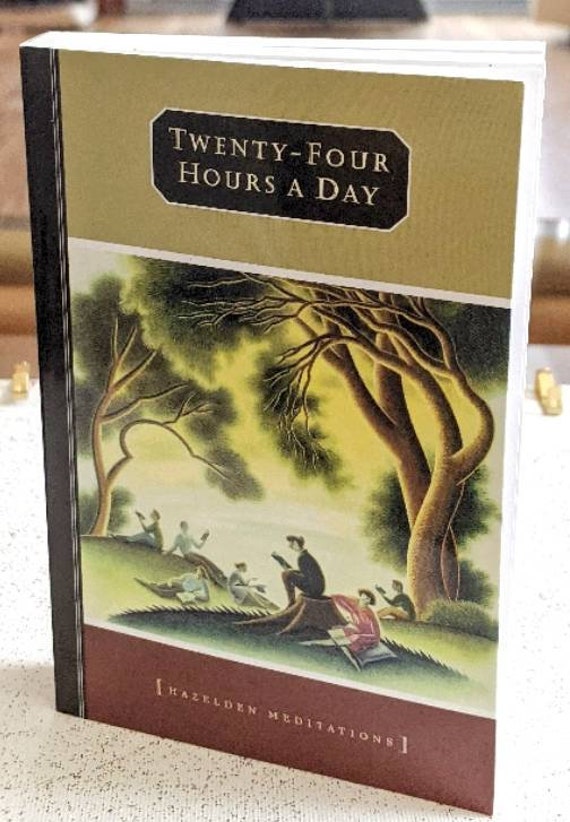 TWENTY-FOUR
HOURS A DAY
[HAZELDEN MEDITATIONS]